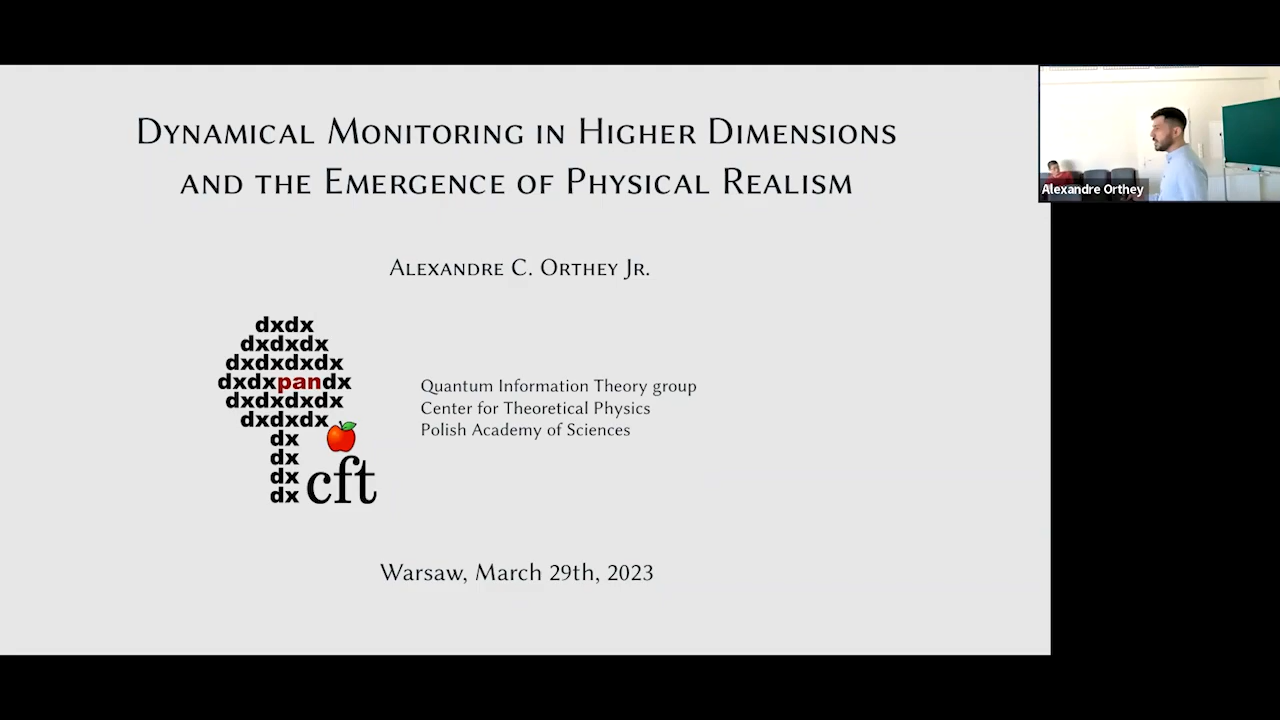 Dynamical Monitoring in Higher Dimensions
and the Emergence of Physical Realism
Alexandre Orthey
Alexandre C. Orthey Jr.
dxdx
dxdxdx
dxdxdxdx
dxdxpandx
dxdxdxdx
dxdxdx
dx
dx
dx
dx
cft
Quantum Information Theory group
Center for Theoretical Physics
Polish Academy of Sciences
Warsaw, March 29th, 2023